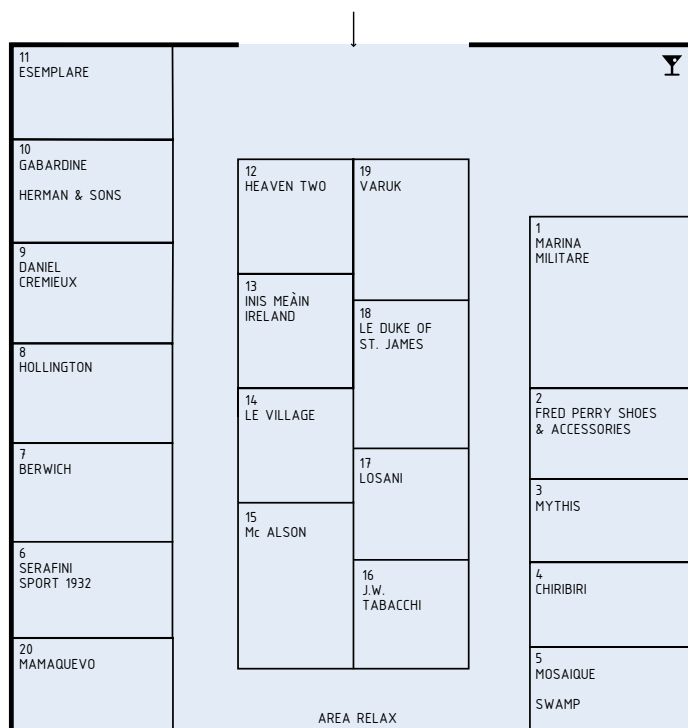 11
ESEMPLARE
10
GABARDINE
HERMAN & SONS
9
DANIEL
CREMIEUX
8
HOLLINGTON
7
BERWICH
6
SERAFINI
SPORT 1932
20
MAMAQUEVO
12
HEAVEN TWO
13
INIS MEÀIN
IRELAND
14
LE VILLAGE
15
Mc ALSON
19
VARUK
18
LE DUKE OF
ST. JAMES
17
LOSANI
16
J.W.
TABACCHI
1
MARINA
MILITARE
2
FRED PERRY SHOES
& ACCESSORIES
3
MYTHIS
4
CHIRIBIRI
5
MOSAIQUE
SWAMP
AREA RELAX